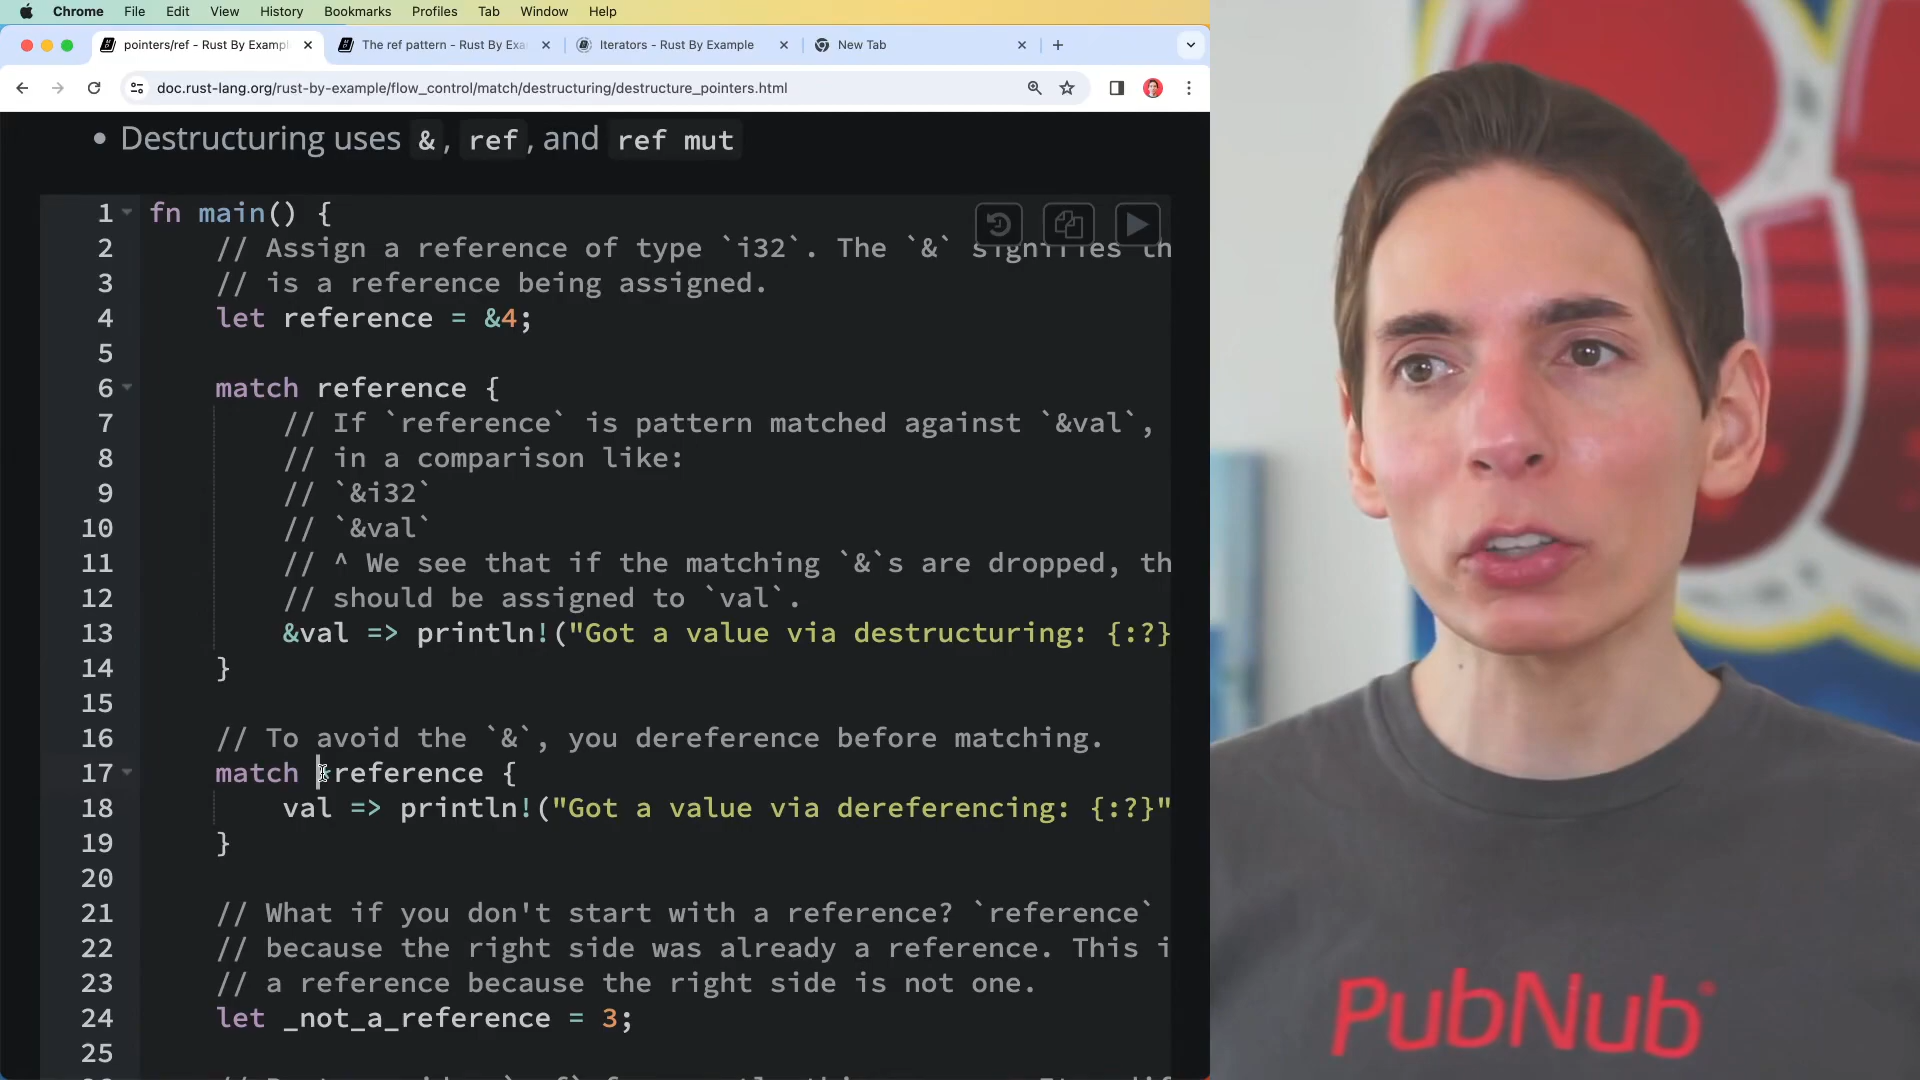 Chrome File Edit View History Bookmarks Profiles Tab Window Help
pointers/ref - Rust By Example
The ref pattern - Rust By Exa
Iterators - Rust By Example
New Tab
doc.rust-lang.org/rust-by-example/flow_control/match/destructuring/destructure_pointers.html
• Destructuring uses &, ref, and ref mut
1 fn main() {
2 // Assign a reference of type `i32`. The `&` signifies th
3 // is a reference being assigned.
4 let reference = &4;
5
6 match reference {
7 // If `reference` is pattern matched against `&val`,
8 // in a comparison like:
9 // `&i32`
10 // `&val`
11 // ^ We see that if the matching `&`s are dropped, th
12 // should be assigned to `val`.
13 &val => println!("Got a value via destructuring: {:?}
14 }
15
16 // To avoid the `&`, you dereference before matching.
17 match *reference {
18 val => println!("Got a value via dereferencing: {:?}"
19 }
20
21 // What if you don't start with a reference? `reference`
22 // because the right side was already a reference. This i
23 // a reference because the right side is not one.
24 let _not_a_reference = 3;
25
PubNub